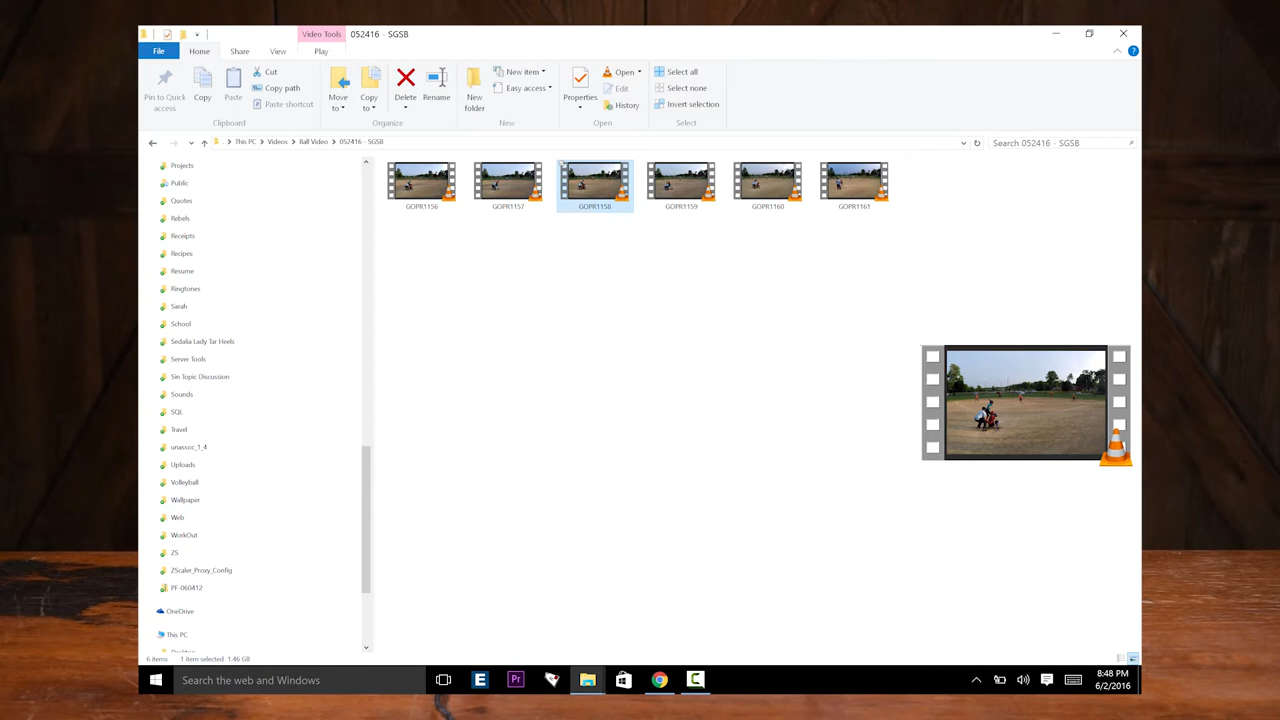 Video Tools 052416 - SGSB
File Home Share View Play
Pin to Quick access
Copy
Paste
Cut
Copy path
Paste shortcut
Clipboard
Move to
Copy to
Delete
Rename
Organize
New folder
New item
Easy access
New
Properties
Open
Edit
History
Open
Select all
Select none
Invert selection
Select
This PC Videos Ball Video 052416 - SGSB
Search 052416 - SGSB
Projects
Public
Quotes
Rebels
Receipts
Recipes
Resume
Ringtones
Sarah
School
Sedalia Lady Tar Heels
Server Tools
Sin Topic Discussion
Sounds
SQL
Travel
unassoc_1_4
Uploads
Volleyball
Wallpaper
Web
WorkOut
ZS
ZScaler_Proxy_Config
PF-060412
OneDrive
This PC
GOPR1156 GOPR1157 GOPR1158 GOPR1159 GOPR1160 GOPR1161
6 items 1 item selected 1.46 GB
Search the web and Windows
E
Pr
C
8:48 PM
6/2/2016